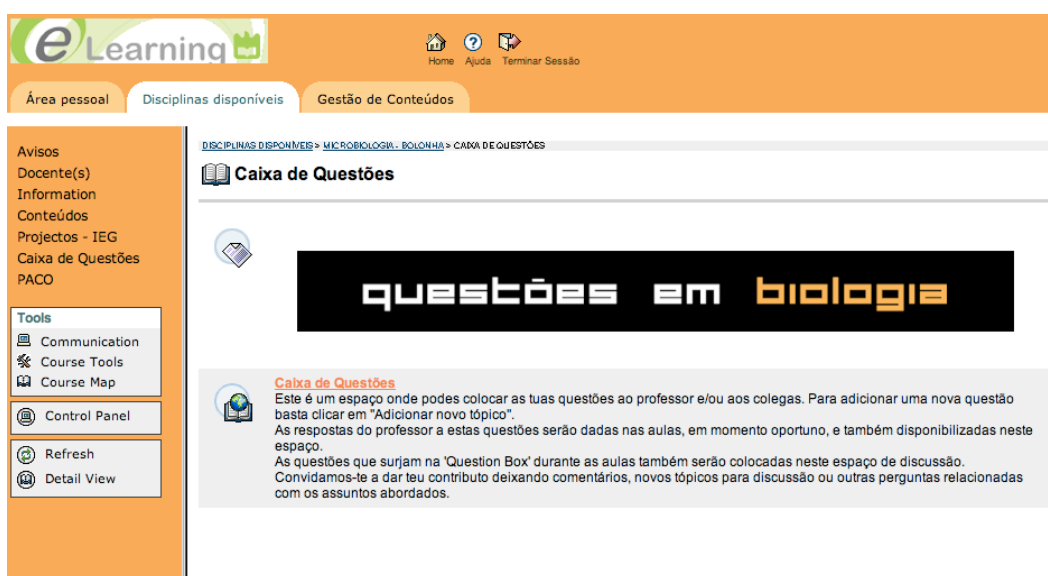 eLearning
Home Ajuda Terminar Sessão
Área pessoal Disciplinas disponíveis Gestão de Conteúdos
DISCIPLINAS DISPONÍVEIS > MICROBIOLOGIA - BOLONHA > CAIXA DE QUESTÕES
Caixa de Questões
Avisos
Docente(s)
Information
Conteúdos
Projectos - IEG
Caixa de Questões
PACO
Tools
Communication
Course Tools
Course Map
Control Panel
Refresh
Detail View
questões em biologia
Caixa de Questões
Este é um espaço onde podes colocar as tuas questões ao professor e/ou aos colegas. Para adicionar uma nova questão
basta clicar em "Adicionar novo tópico".
As respostas do professor a estas questões serão dadas nas aulas, em momento oportuno, e também disponibilizadas neste
espaço.
As questões que surjam na 'Question Box' durante as aulas também serão colocadas neste espaço de discussão.
Convidamos-te a dar teu contributo deixando comentários, novos tópicos para discussão ou outras perguntas relacionadas
com os assuntos abordados.